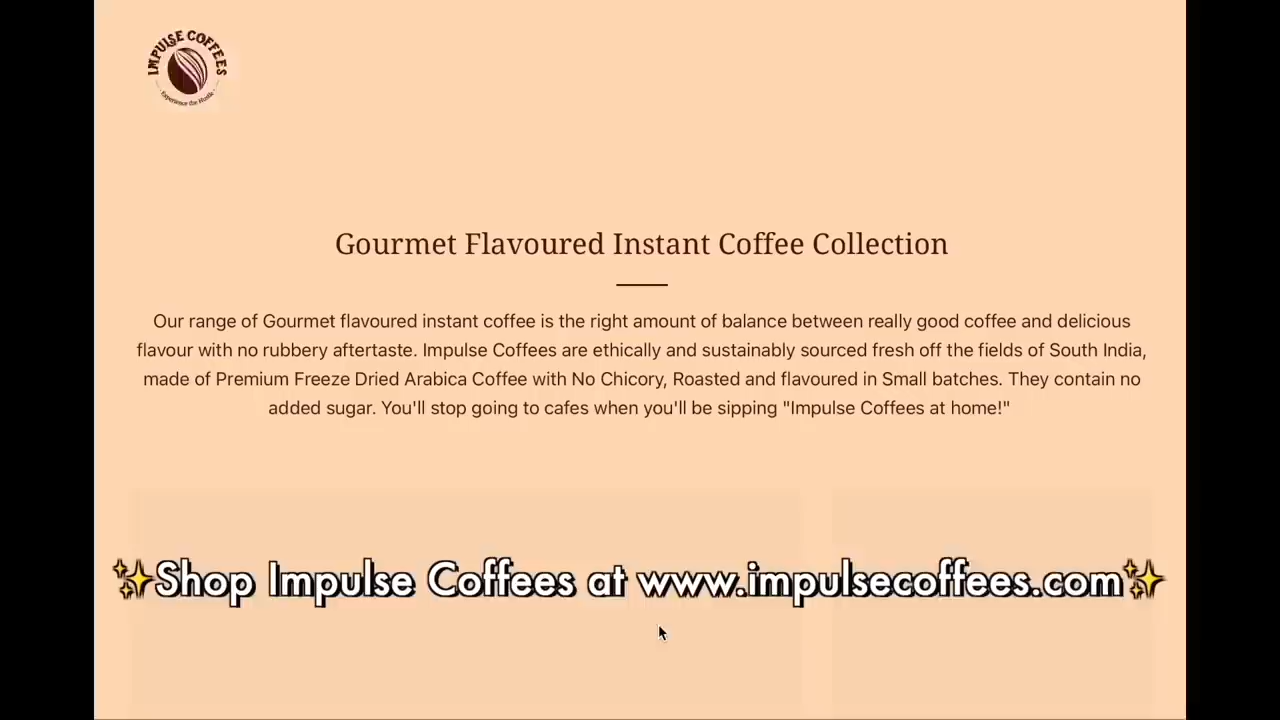 IMPULSE COFFEES
Experience the Hustle
Gourmet Flavoured Instant Coffee Collection
Our range of Gourmet flavoured instant coffee is the right amount of balance between really good coffee and delicious
flavour with no rubbery aftertaste. Impulse Coffees are ethically and sustainably sourced fresh off the fields of South India,
made of Premium Freeze Dried Arabica Coffee with No Chicory, Roasted and flavoured in Small batches. They contain no
added sugar. You'll stop going to cafes when you'll be sipping "Impulse Coffees at home!"
✨Shop Impulse Coffees at www.impulsecoffees.com✨